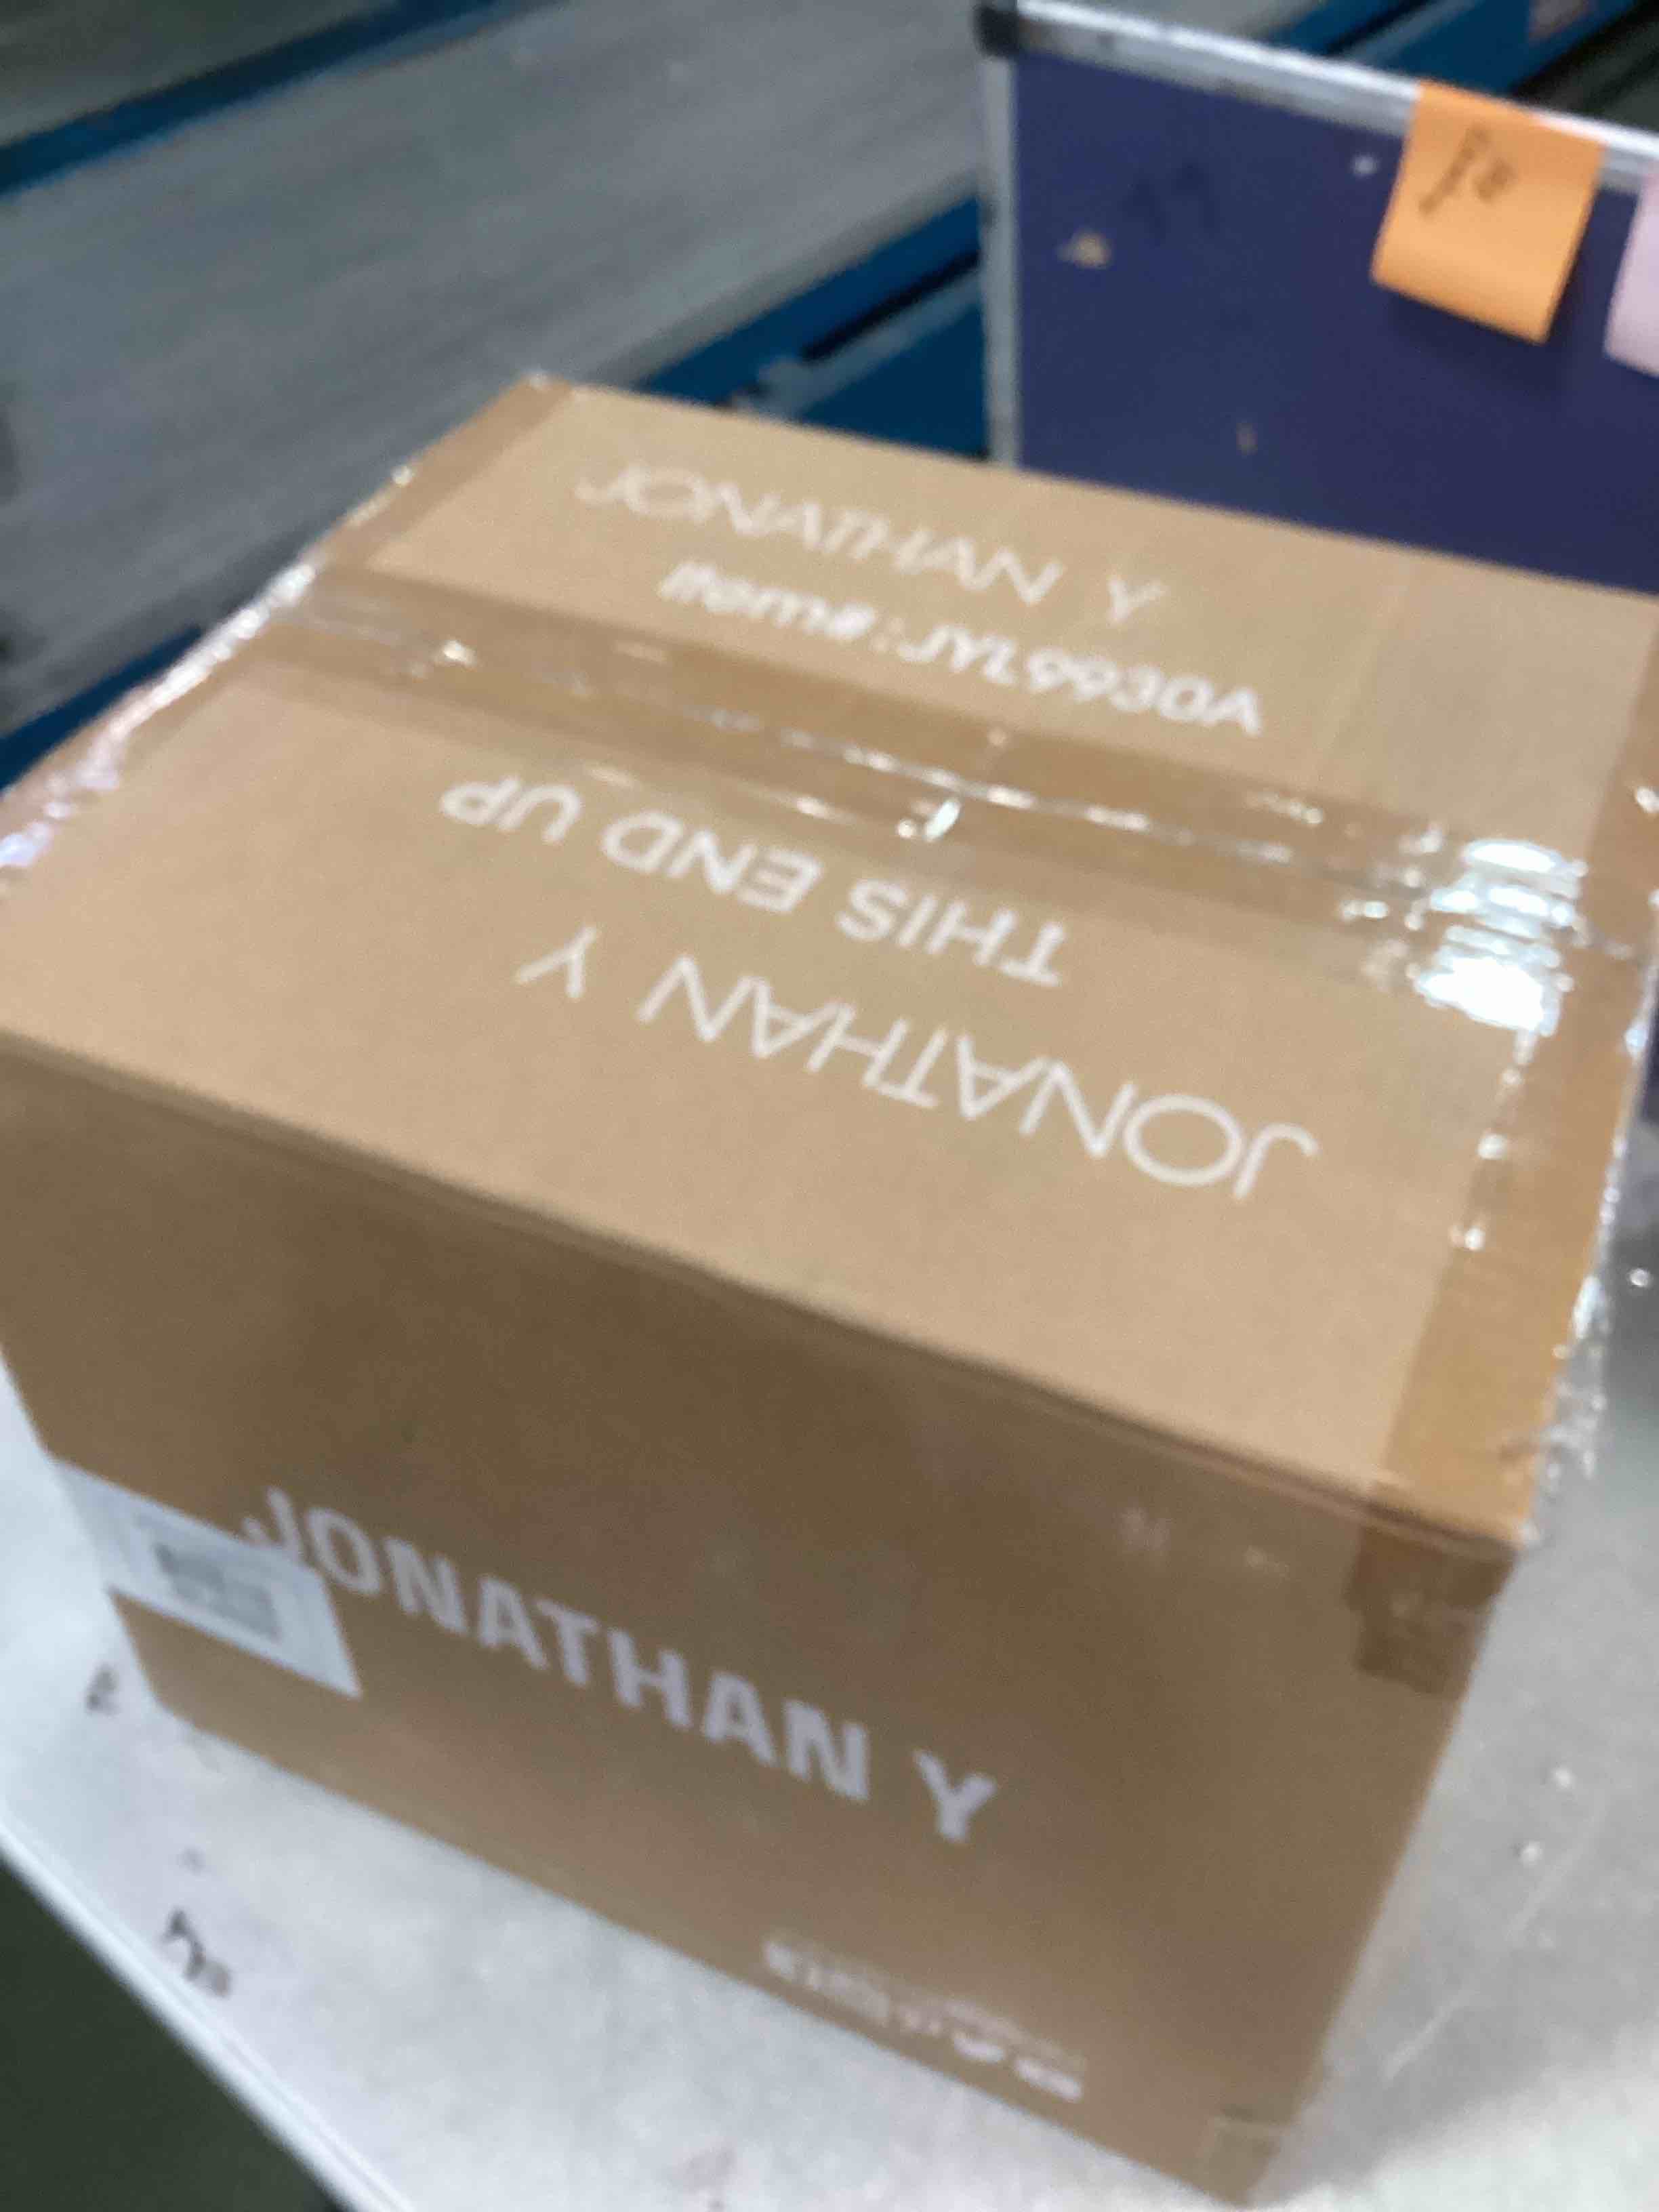 JONATHAN Y
Item#: JYL9930A
JONATHAN Y
THIS END UP
JONATHAN Y